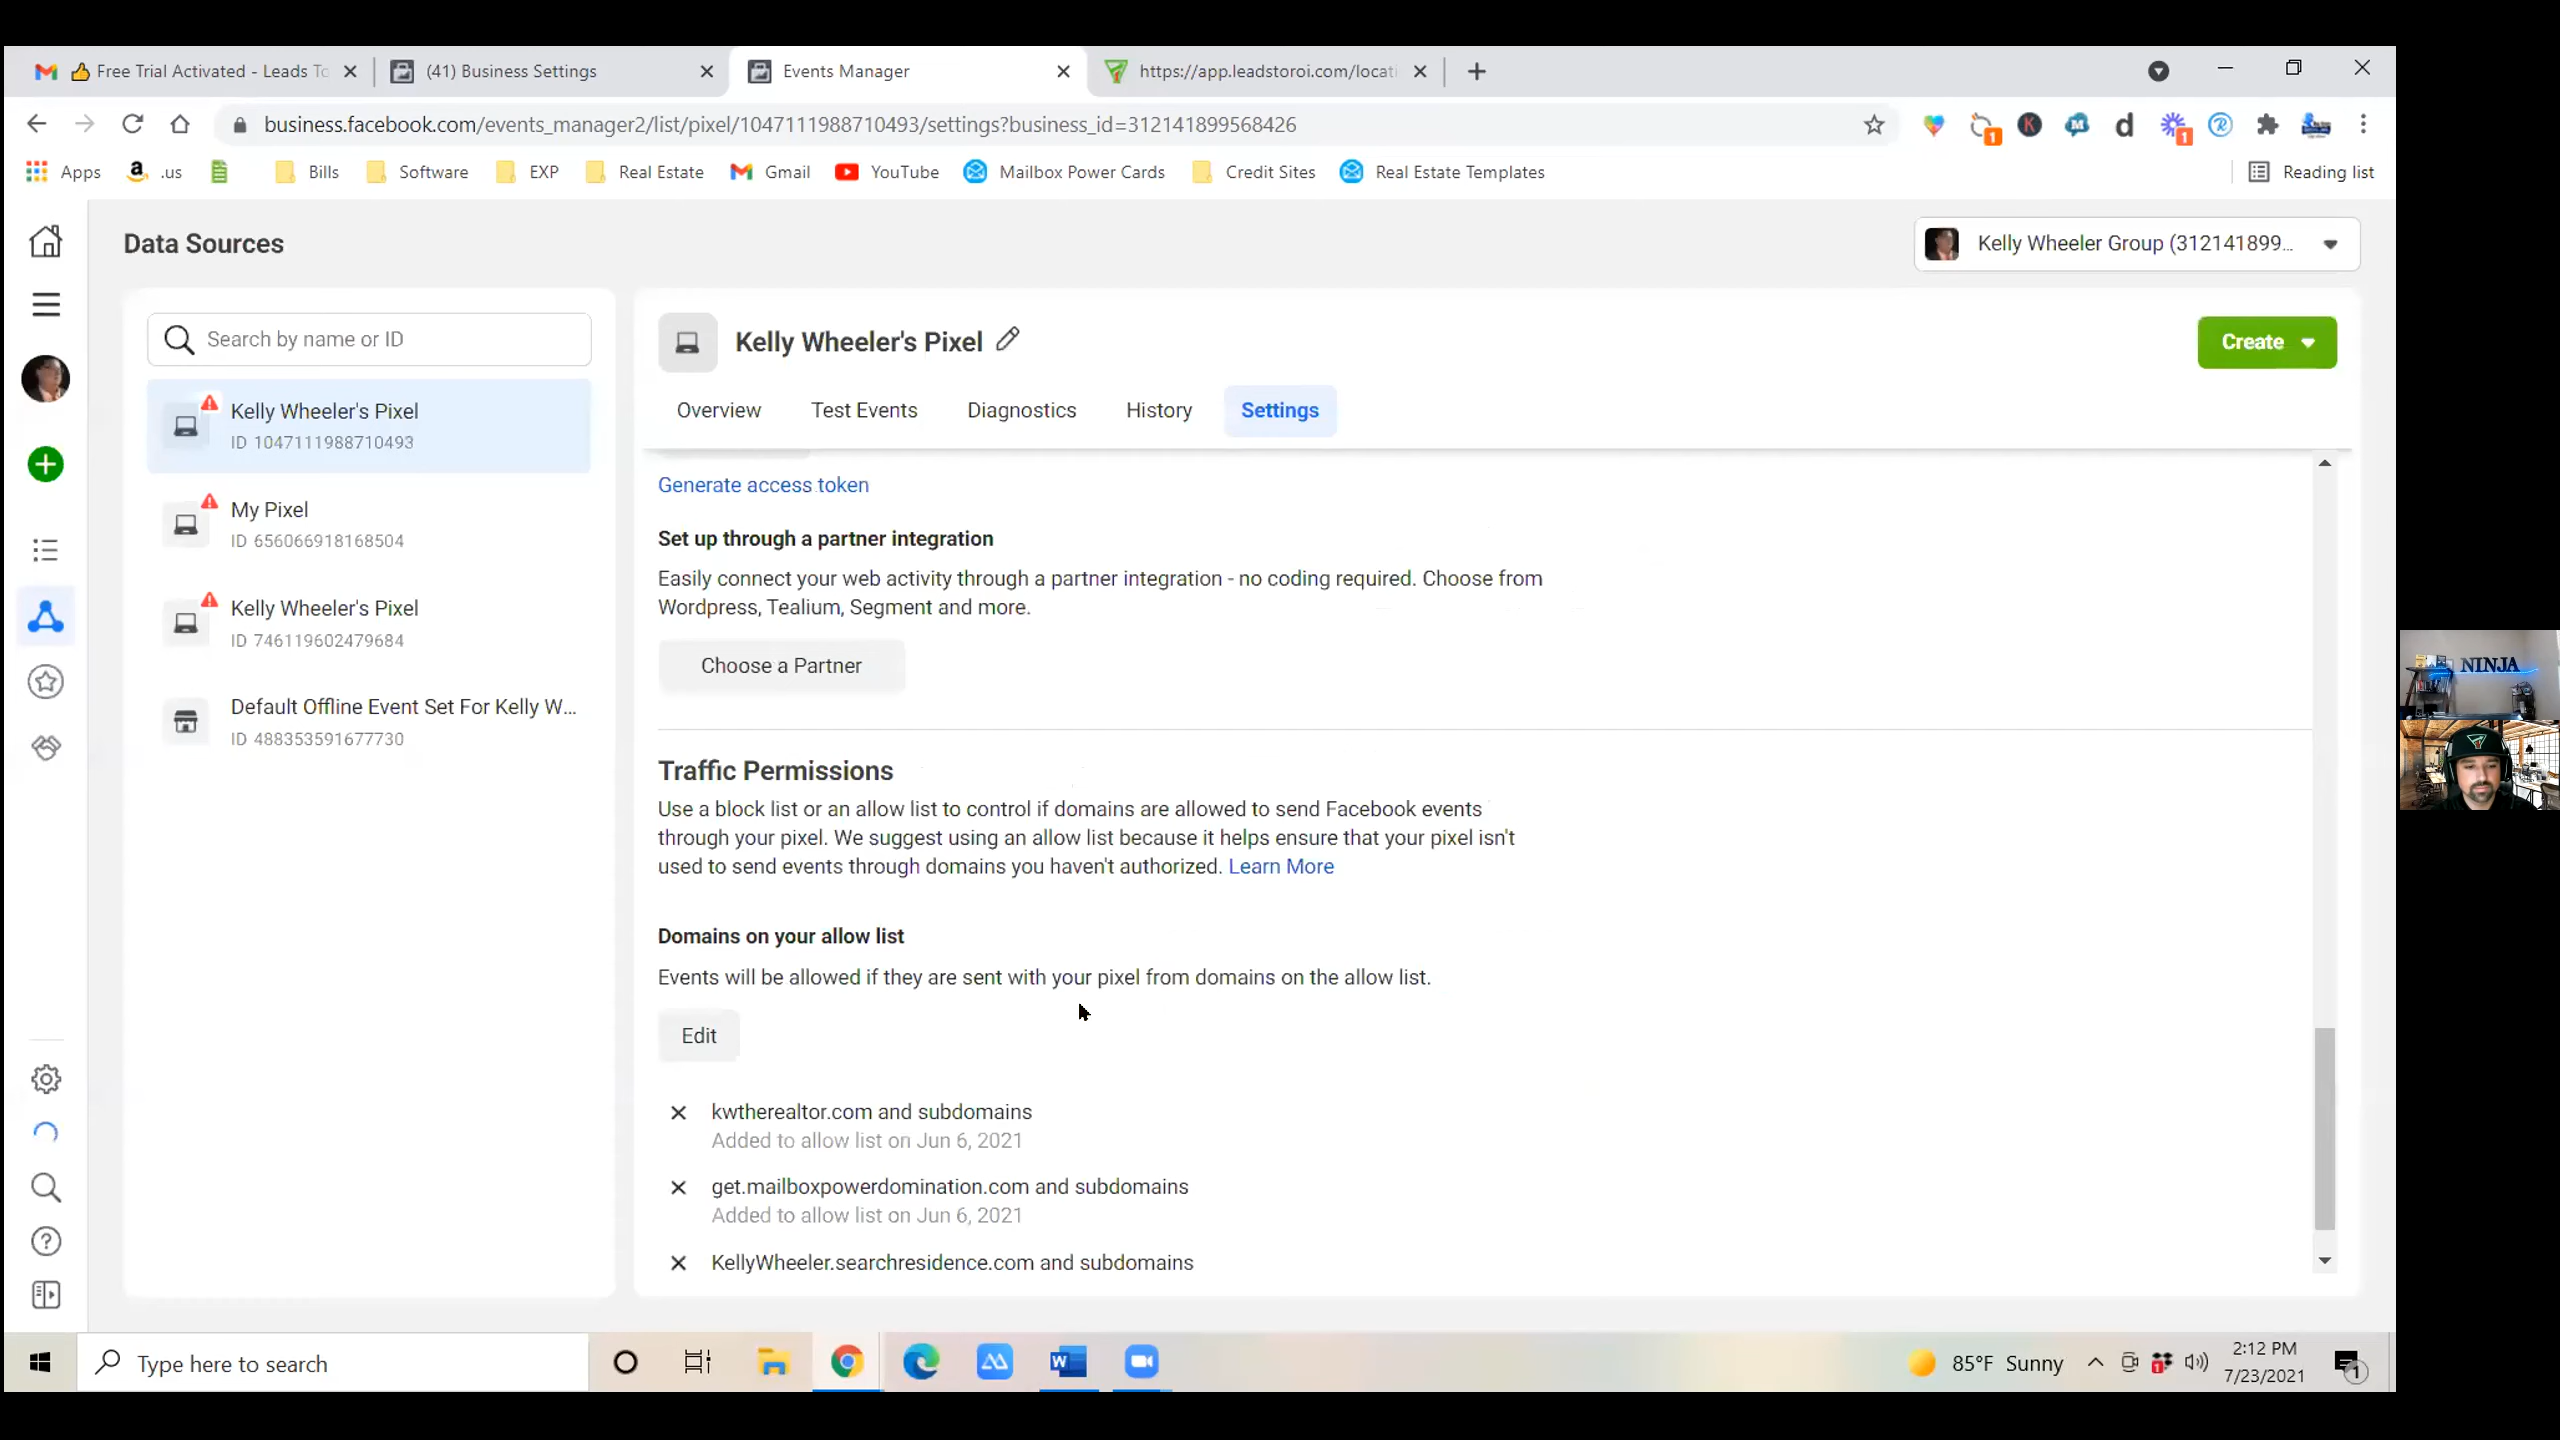 👍 Free Trial Activated - Leads To
(41) Business Settings
Events Manager
https://app.leadstoroi.com/locati
business.facebook.com/events_manager2/list/pixel/1047111988710493/settings?business_id=312141899568426
Apps
.us
Bills
Software
EXP
Real Estate
Gmail
YouTube
Mailbox Power Cards
Credit Sites
Real Estate Templates
Reading list
Data Sources
Kelly Wheeler Group (312141899...
Search by name or ID
Kelly Wheeler's Pixel
ID 1047111988710493
My Pixel
ID 656066918168504
Kelly Wheeler's Pixel
ID 746119602479684
Default Offline Event Set For Kelly W...
ID 488353591677730
Kelly Wheeler's Pixel
Create
Overview
Test Events
Diagnostics
History
Settings
Generate access token
Set up through a partner integration
Easily connect your web activity through a partner integration - no coding required. Choose from
Wordpress, Tealium, Segment and more.
Choose a Partner
Traffic Permissions
Use a block list or an allow list to control if domains are allowed to send Facebook events
through your pixel. We suggest using an allow list because it helps ensure that your pixel isn't
used to send events through domains you haven't authorized. Learn More
Domains on your allow list
Events will be allowed if they are sent with your pixel from domains on the allow list.
Edit
kwtherealtor.com and subdomains
Added to allow list on Jun 6, 2021
get.mailboxpowerdomination.com and subdomains
Added to allow list on Jun 6, 2021
KellyWheeler.searchresidence.com and subdomains
NINJA
Type here to search
85°F Sunny
2:12 PM
7/23/2021
1